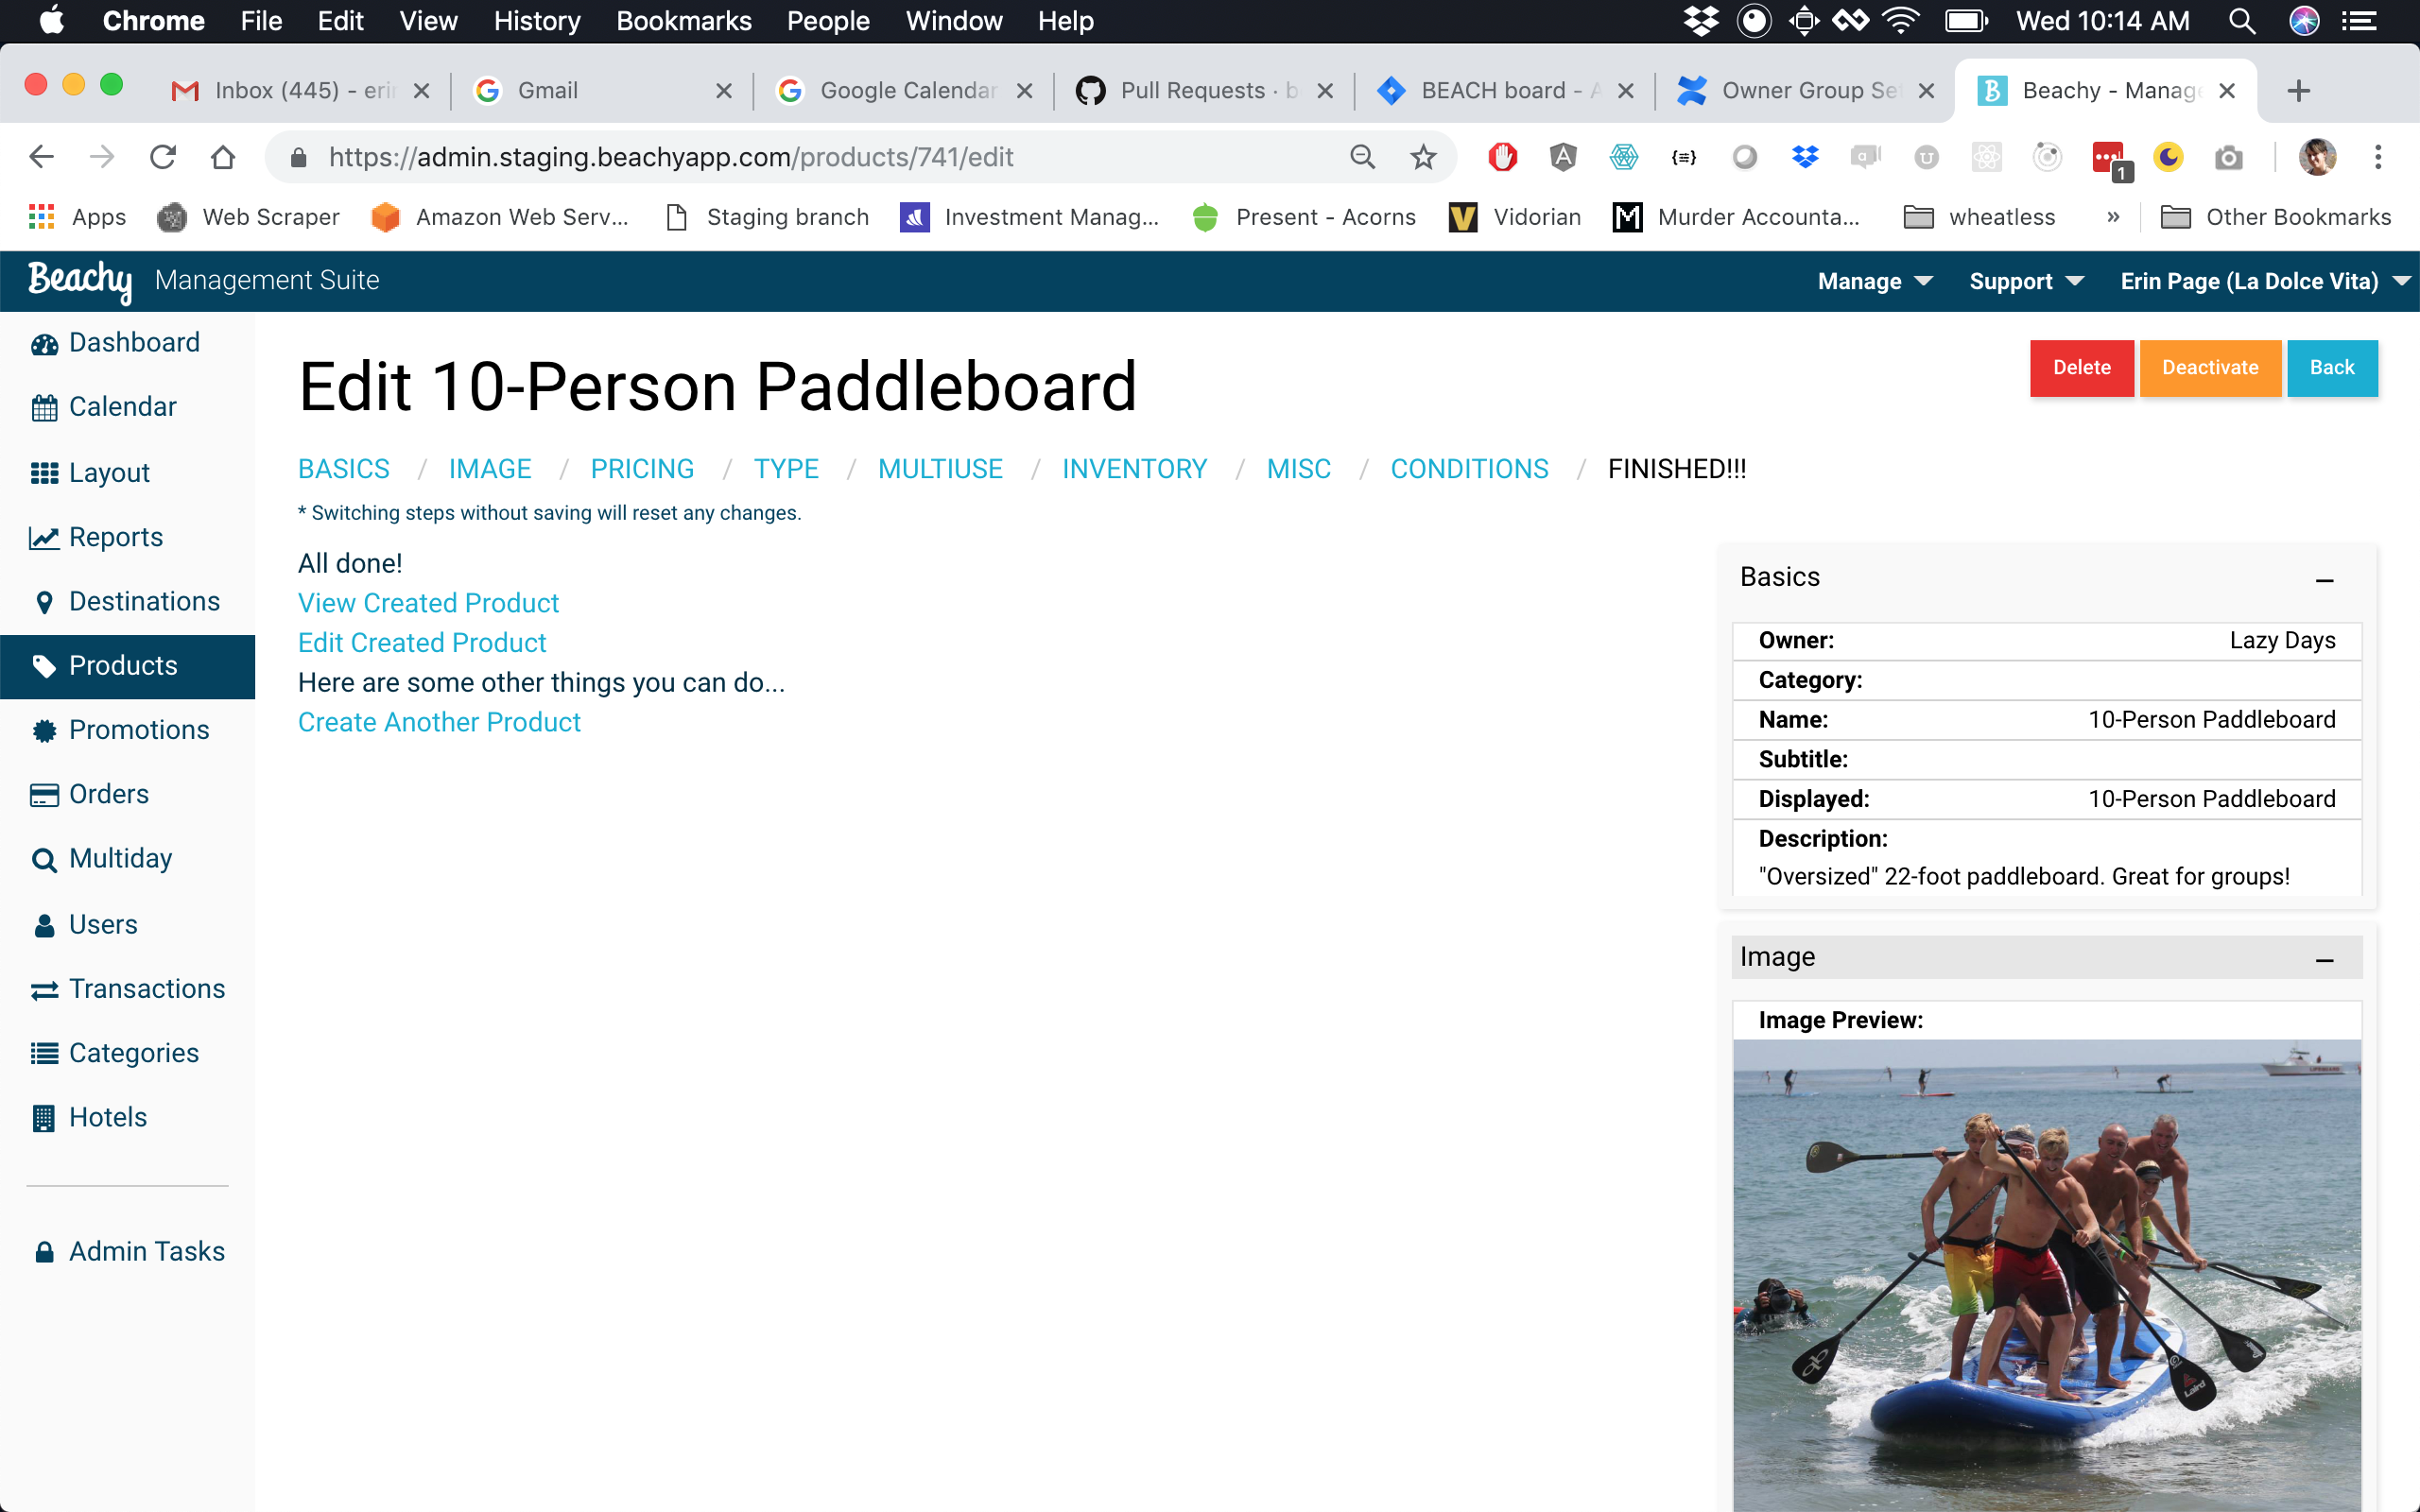 Chrome File Edit View History Bookmarks People Window Help Wed 10:14 AM
Inbox (445) - erin Gmail Google Calendar Pull Requests · b BEACH board - A Owner Group Set Beachy - Manage
https://admin.staging.beachyapp.com/products/741/edit
1
Apps Web Scraper Amazon Web Serv... Staging branch Investment Manag... Present - Acorns Vidorian Murder Accounta... wheatless » Other Bookmarks
Beachy Management Suite Manage Support Erin Page (La Dolce Vita)
Dashboard
Calendar
Layout
Reports
Destinations
Products
Promotions
Orders
Multiday
Users
Transactions
Categories
Hotels
Admin Tasks
Edit 10-Person Paddleboard
Delete Deactivate Back
BASICS / IMAGE / PRICING / TYPE / MULTIUSE / INVENTORY / MISC / CONDITIONS / FINISHED!!!
* Switching steps without saving will reset any changes.
All done!
View Created Product
Edit Created Product
Here are some other things you can do...
Create Another Product
Basics
Owner: Lazy Days
Category:
Name: 10-Person Paddleboard
Subtitle:
Displayed: 10-Person Paddleboard
Description:
"Oversized" 22-foot paddleboard. Great for groups!
Image
Image Preview:
Laird